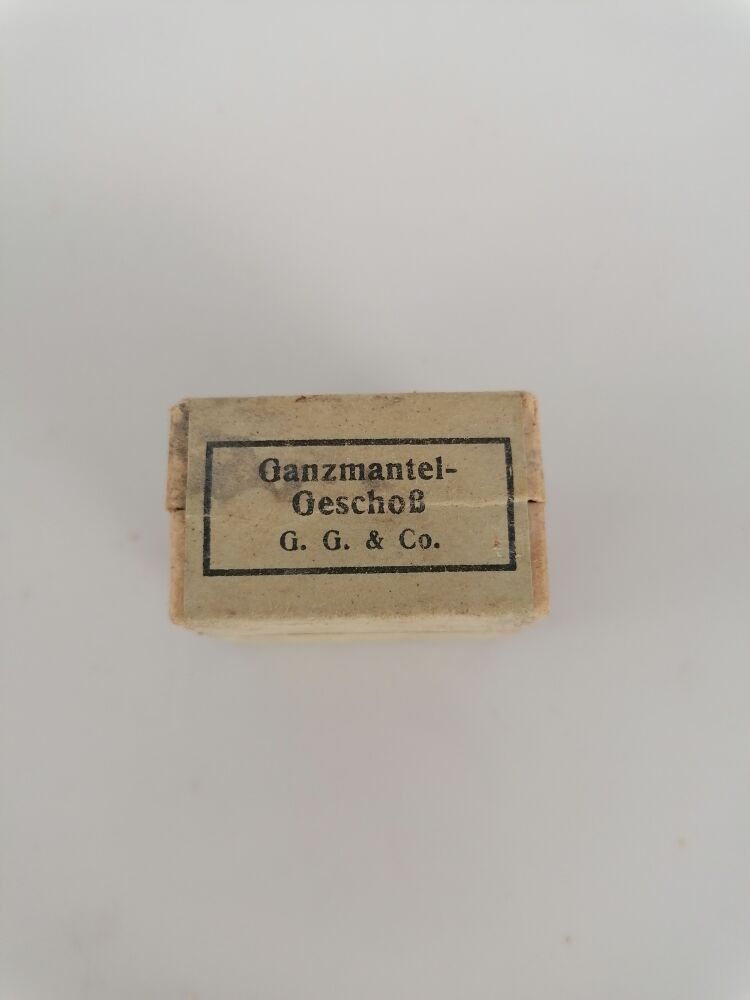 Ganzmantel-
Geschoß
G. G. & Co.